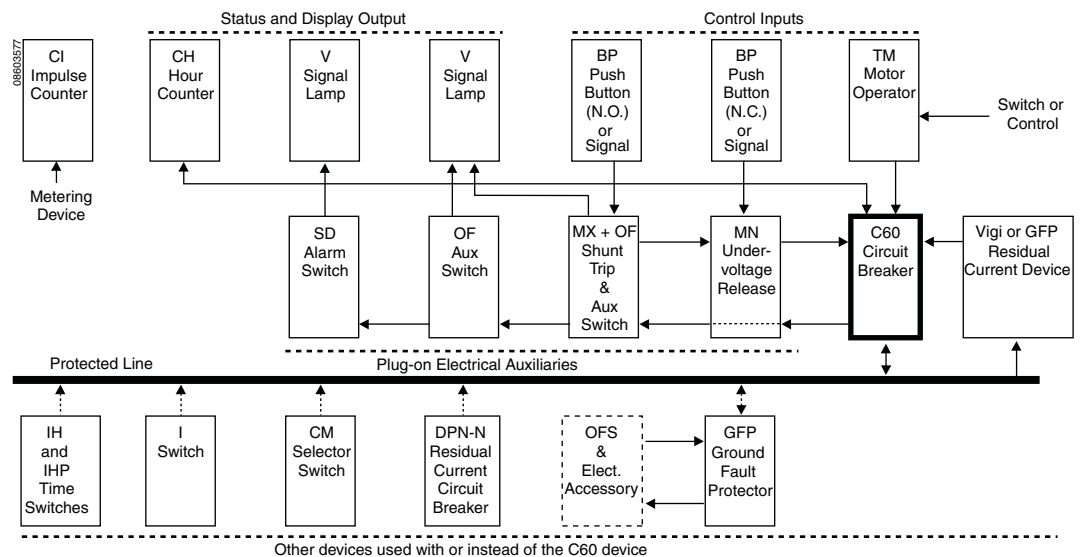 Status and Display Output
Control Inputs
08603577
CI
Impulse
Counter
CH
Hour
Counter
V
Signal
Lamp
V
Signal
Lamp
BP
Push
Button
(N.O.)
or
Signal
BP
Push
Button
(N.C.)
or
Signal
TM
Motor
Operator
Switch or
Control
Metering
Device
SD
Alarm
Switch
OF
Aux
Switch
MX + OF
Shunt
Trip
&
Aux
Switch
MN
Under-
voltage
Release
C60
Circuit
Breaker
Vigi or GFP
Residual
Current Device
Protected Line
Plug-on Electrical Auxiliaries
IH
and
IHP
Time
Switches
I
Switch
CM
Selector
Switch
DPN-N
Residual
Current
Circuit
Breaker
OFS
&
Elect.
Accessory
GFP
Ground
Fault
Protector
Other devices used with or instead of the C60 device